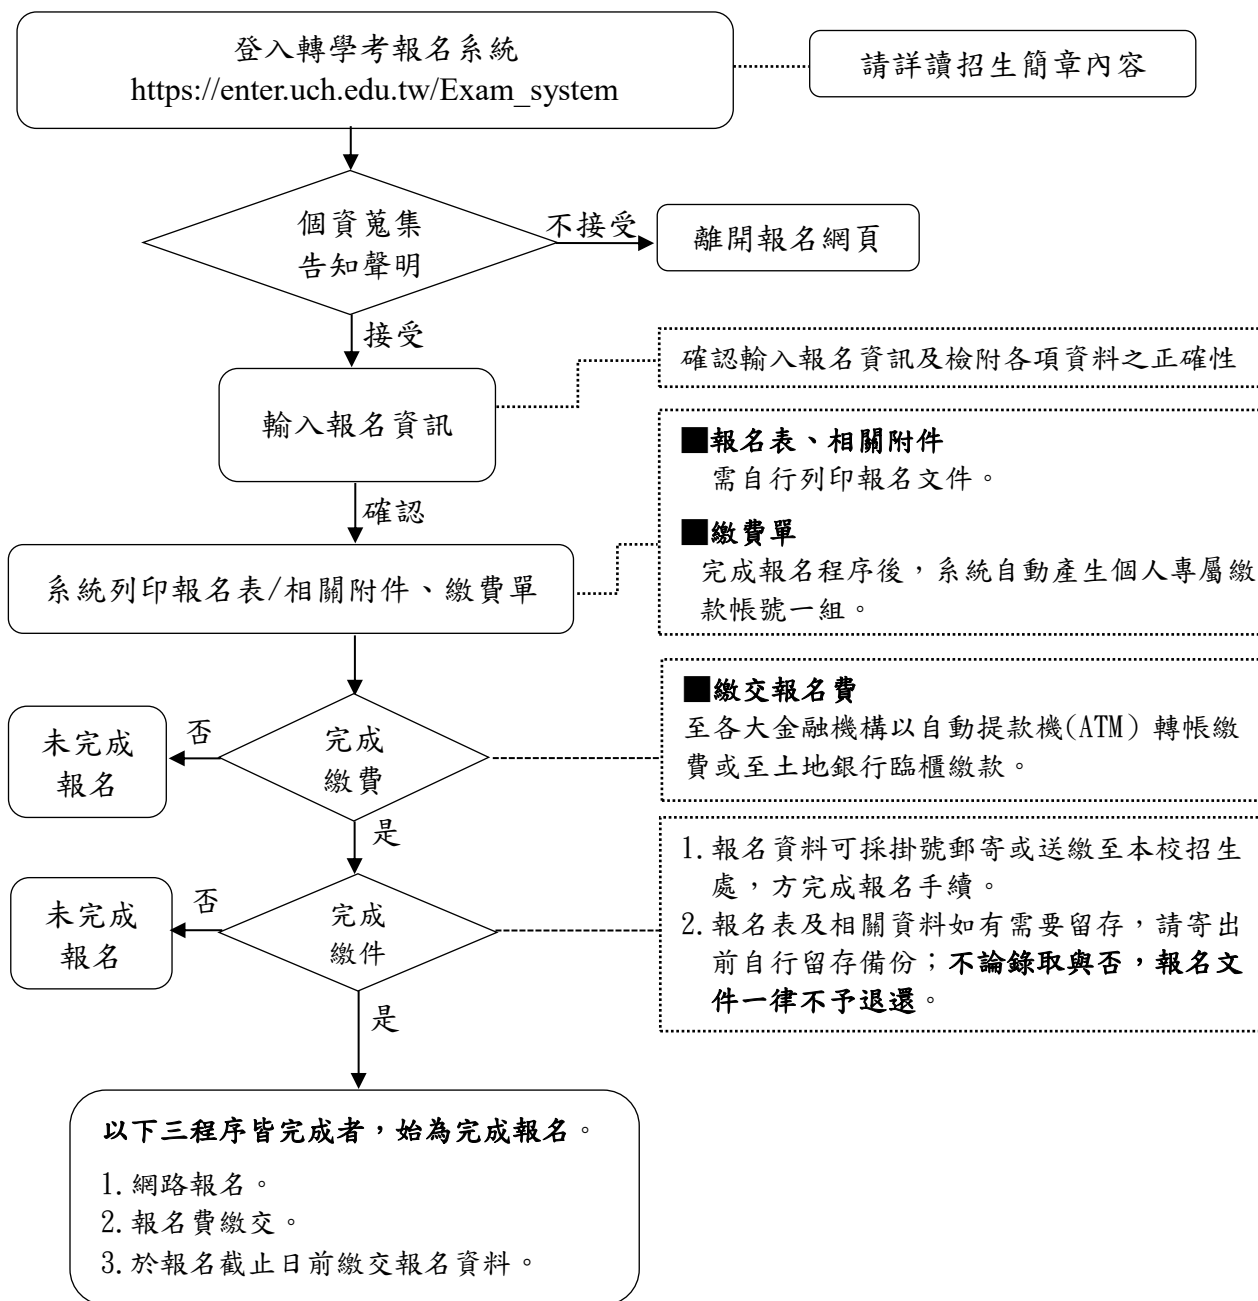 登入轉學考報名系統
https://enter.uch.edu.tw/Exam_system
請詳讀招生簡章內容
個資蒐集
告知聲明
不接受
離開報名網頁
接受
確認輸入報名資訊及檢附各項資料之正確性
輸入報名資訊
■報名表、相關附件
需自行列印報名文件。
確認
■繳費單
完成報名程序後，系統自動產生個人專屬繳
款帳號一組。
系統列印報名表/相關附件、繳費單
■繳交報名費
至各大金融機構以自動提款機(ATM) 轉帳繳
費或至土地銀行臨櫃繳款。
完成
繳費
否
未完成
報名
是
1.報名資料可採掛號郵寄或送繳至本校招生
處，方完成報名手續。
2.報名表及相關資料如有需要留存，請寄出
前自行留存備份；不論錄取與否，報名文
件一律不予退還。
完成
繳件
否
未完成
報名
是
以下三程序皆完成者，始為完成報名。
1.網路報名。
2.報名費繳交。
3.於報名截止日前繳交報名資料。